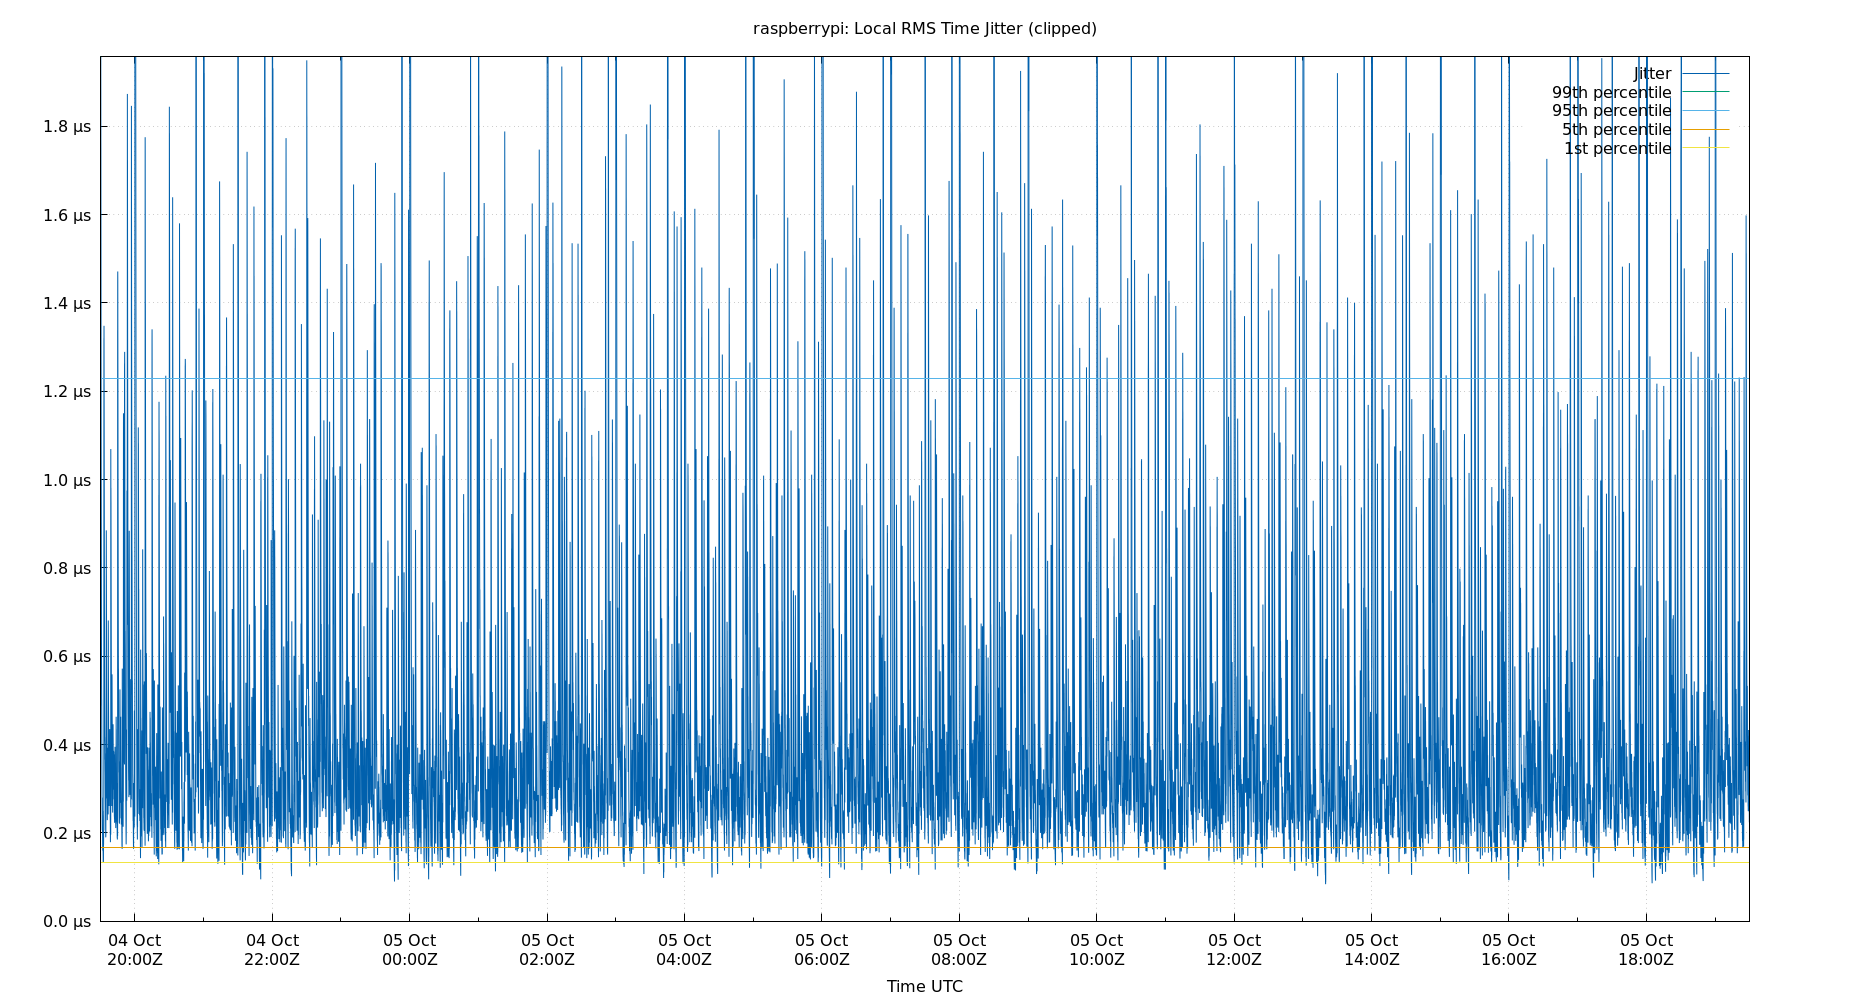 raspberrypi: Local RMS Time Jitter (clipped)
Jitter
99th percentile
95th percentile
5th percentile
1st percentile
1.8 µs
1.6 µs
1.4 µs
1.2 µs
1.0 µs
0.8 µs
0.6 µs
0.4 µs
0.2 µs
0.0 µs
04 Oct 04 Oct 05 Oct 05 Oct 05 Oct 05 Oct 05 Oct 05 Oct 05 Oct 05 Oct 05 Oct 05 Oct
20:00Z 22:00Z 00:00Z 02:00Z 04:00Z 06:00Z 08:00Z 10:00Z 12:00Z 14:00Z 16:00Z 18:00Z
Time UTC